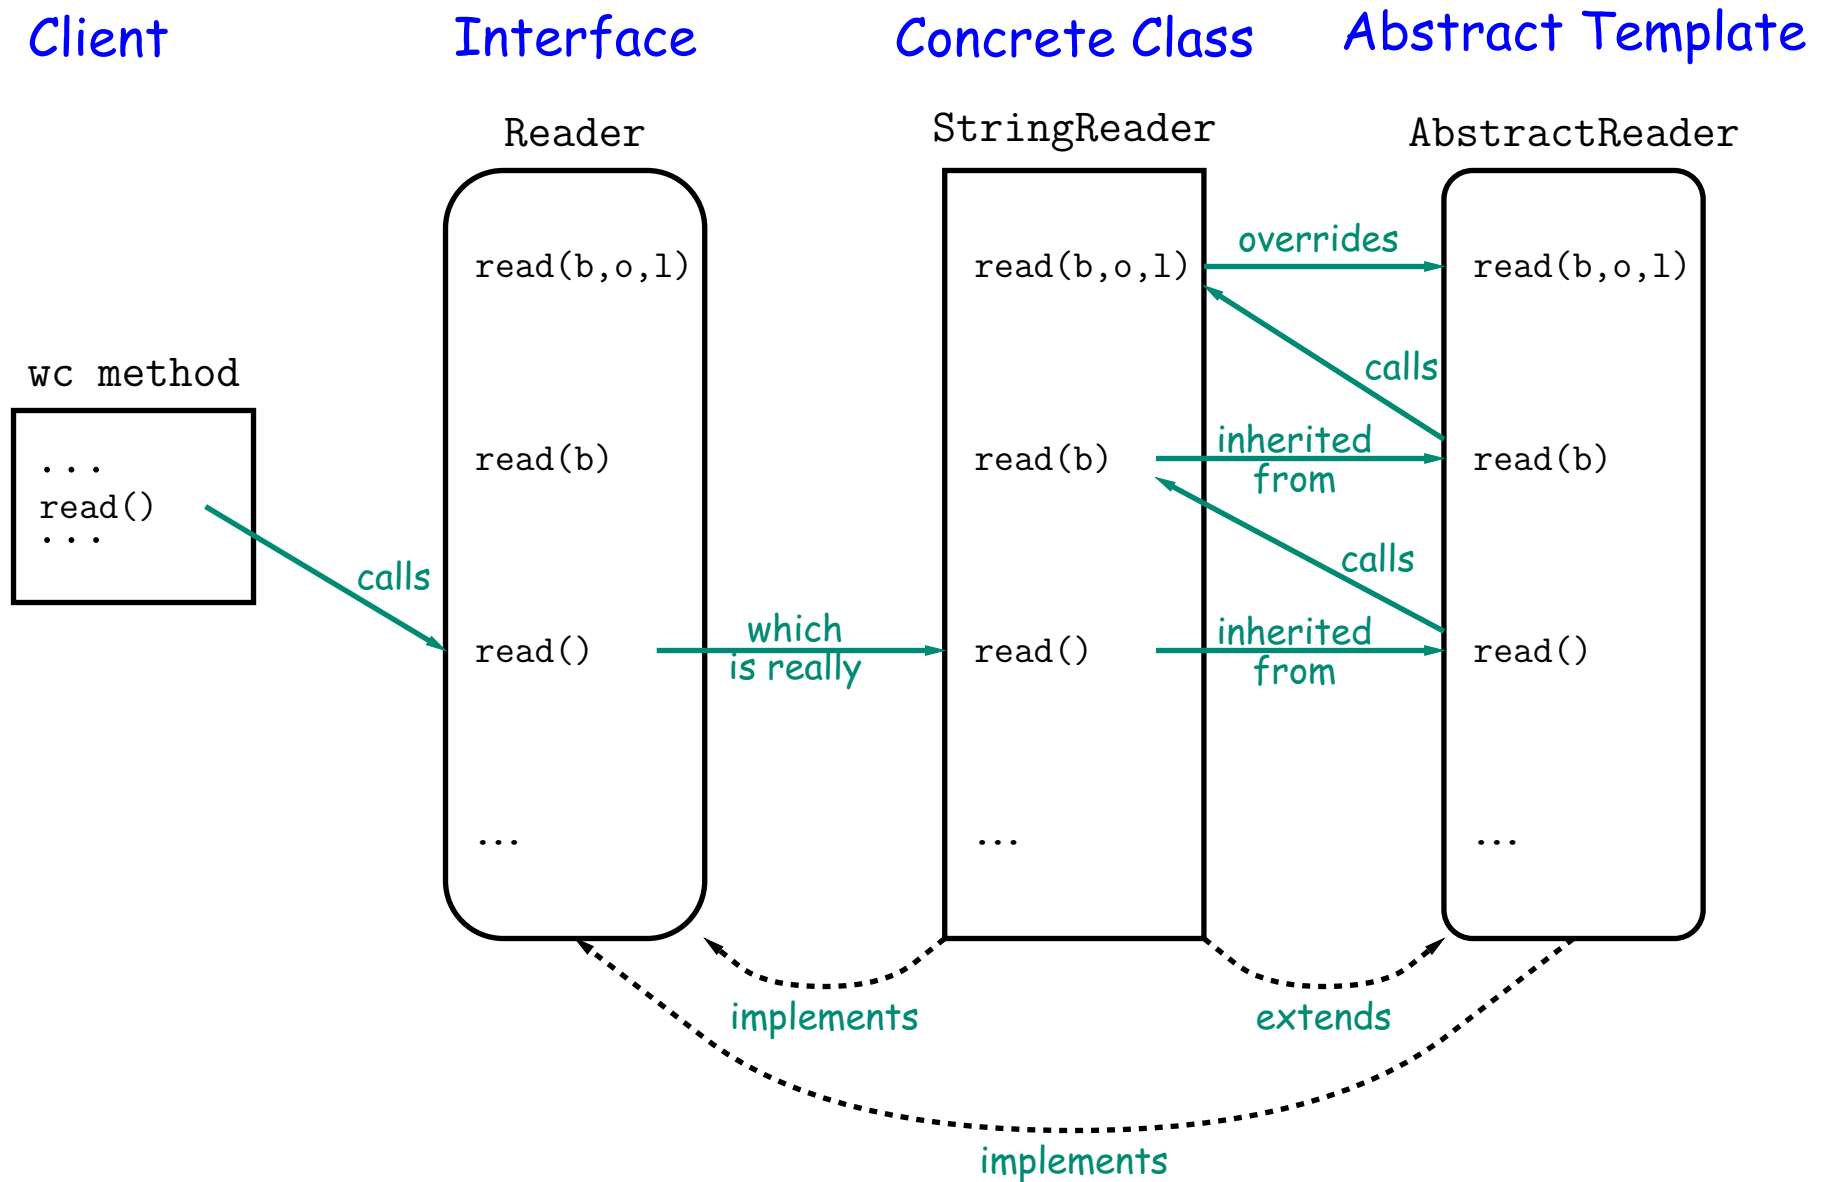 Client
Interface
Concrete Class
Abstract Template
Reader
StringReader
AbstractReader
wc method
...
read()
...
calls
read(b,o,l)
read(b)
read()
...
which
is really
read(b,o,l)
read(b)
read()
...
overrides
calls
inherited
from
calls
inherited
from
read(b,o,l)
read(b)
read()
...
implements
extends
implements